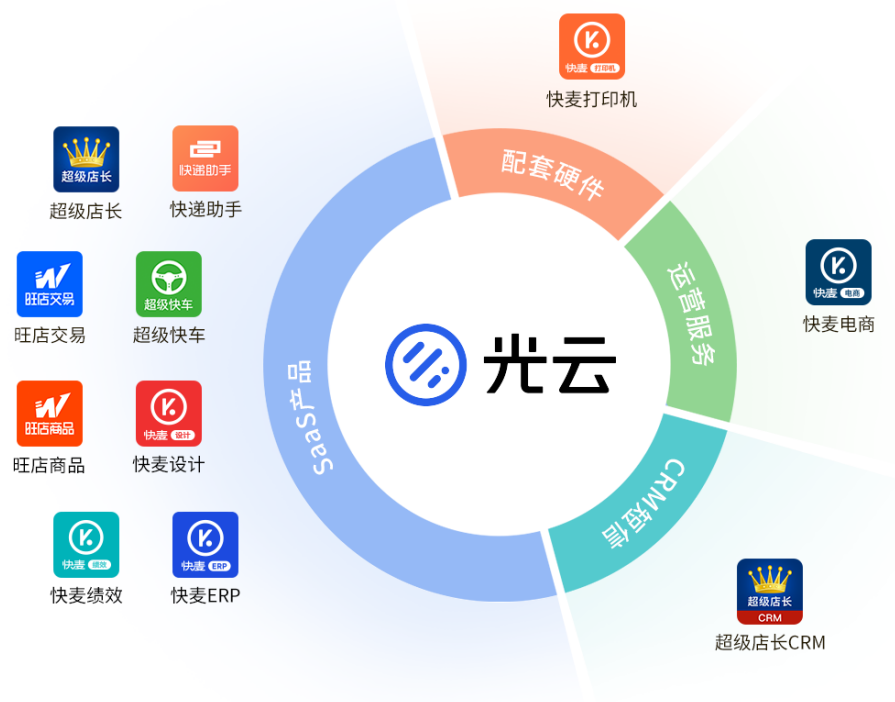 快麦 打印机
快麦打印机
超级店长
超级店长
快递助手
快递助手
旺店交易
旺店交易
超级快车
超级快车
旺店商品
旺店商品
快麦 设计
快麦设计
快麦 绩效
快麦绩效
快麦 ERP
快麦ERP
SaaS产品
配套硬件
运营服务
CRM短信
光云
快麦 电商
快麦电商
超级店长
CRM
超级店长CRM